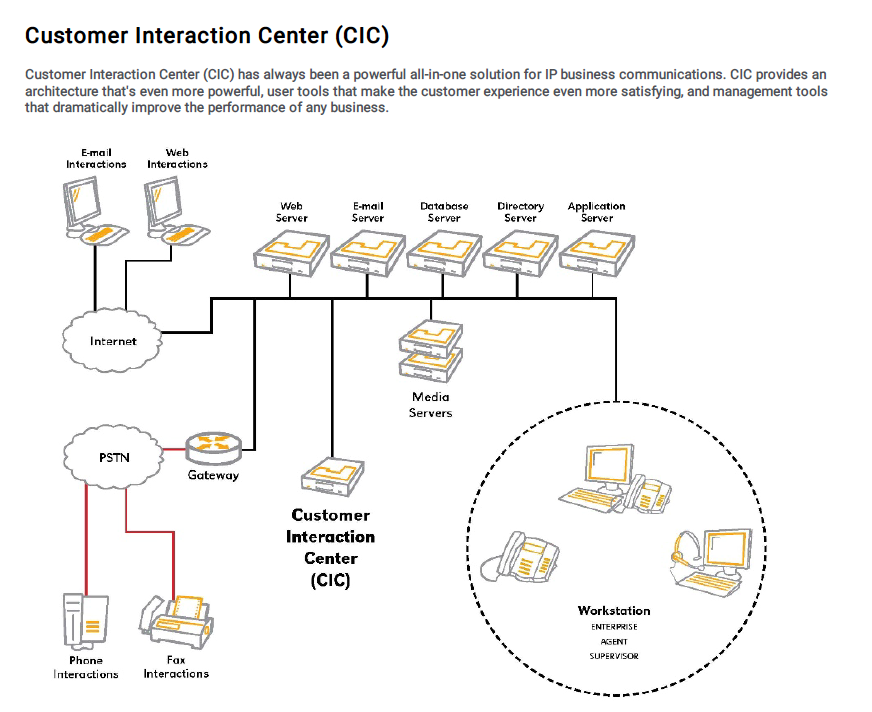 Customer Interaction Center (CIC)
Customer Interaction Center (CIC) has always been a powerful all-in-one solution for IP business communications. CIC provides an
architecture that's even more powerful, user tools that make the customer experience even more satisfying, and management tools
that dramatically improve the performance of any business.
E-mail
Interactions
Web
Interactions
Web
Server
E-mail
Server
Database
Server
Directory
Server
Application
Server
Internet
Media
Servers
PSTN
Gateway
Customer
Interaction
Center
(CIC)
Workstation
ENTERPRISE
AGENT
SUPERVISOR
Phone
Interactions
Fax
Interactions